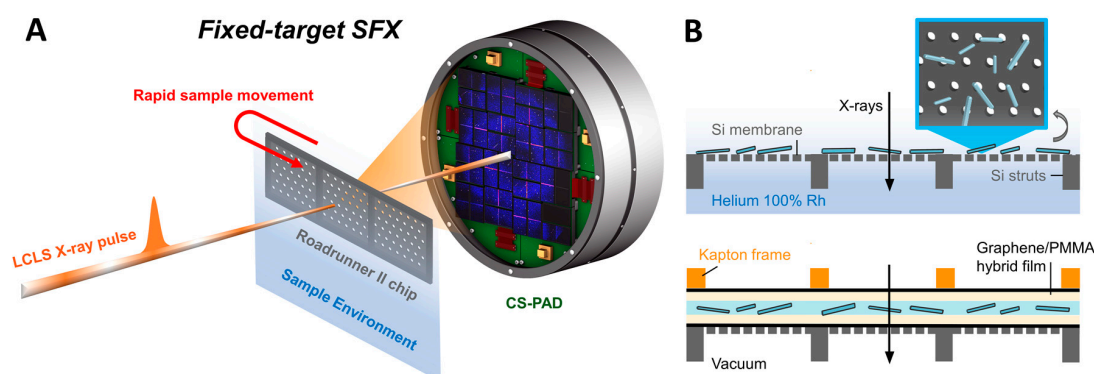 A
Fixed-target SFX
Rapid sample movement
LCLS X-ray pulse
Roadrunner II chip
Sample Environment
CS-PAD
B
X-rays
Si membrane
Si struts
Helium 100% Rh
Kapton frame
Graphene/PMMA
hybrid film
Vacuum